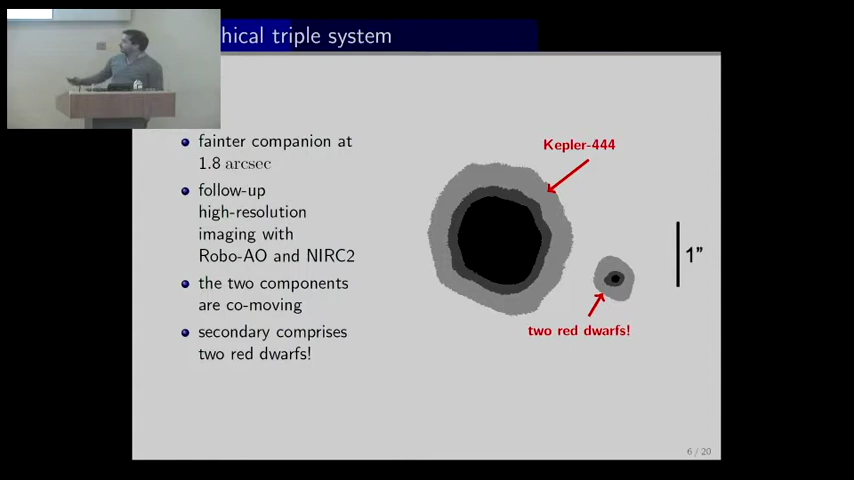 hical triple system
fainter companion at
1.8 arcsec
follow-up
high-resolution
imaging with
Robo-AO and NIRC2
the two components
are co-moving
secondary comprises
two red dwarfs!
Kepler-444
1"
two red dwarfs!
6 / 20